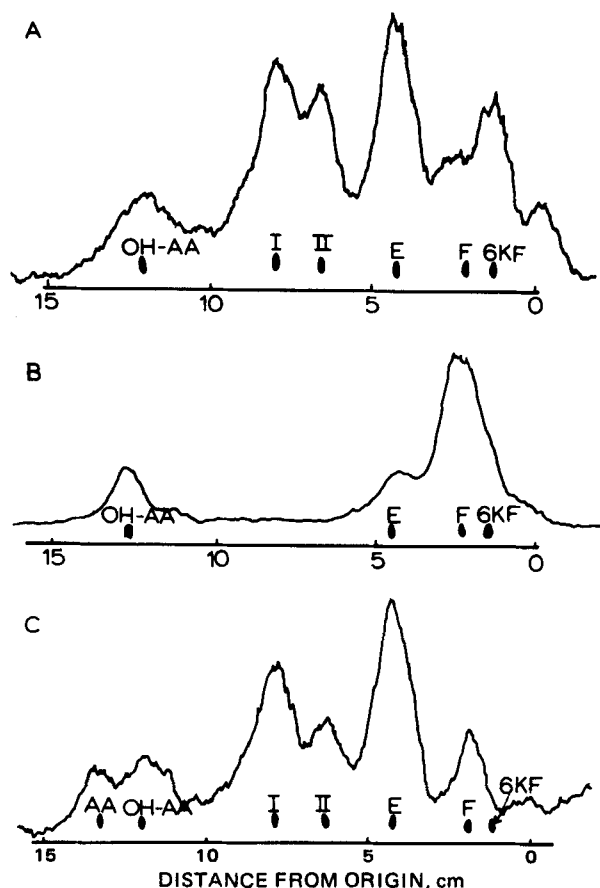 A
OH-AA I II E F 6KF
15 10 5 0
B
OH-AA E F 6KF
15 10 5 0
C
AA OH-AA I II E F 6KF
15 10 5 0
DISTANCE FROM ORIGIN, cm